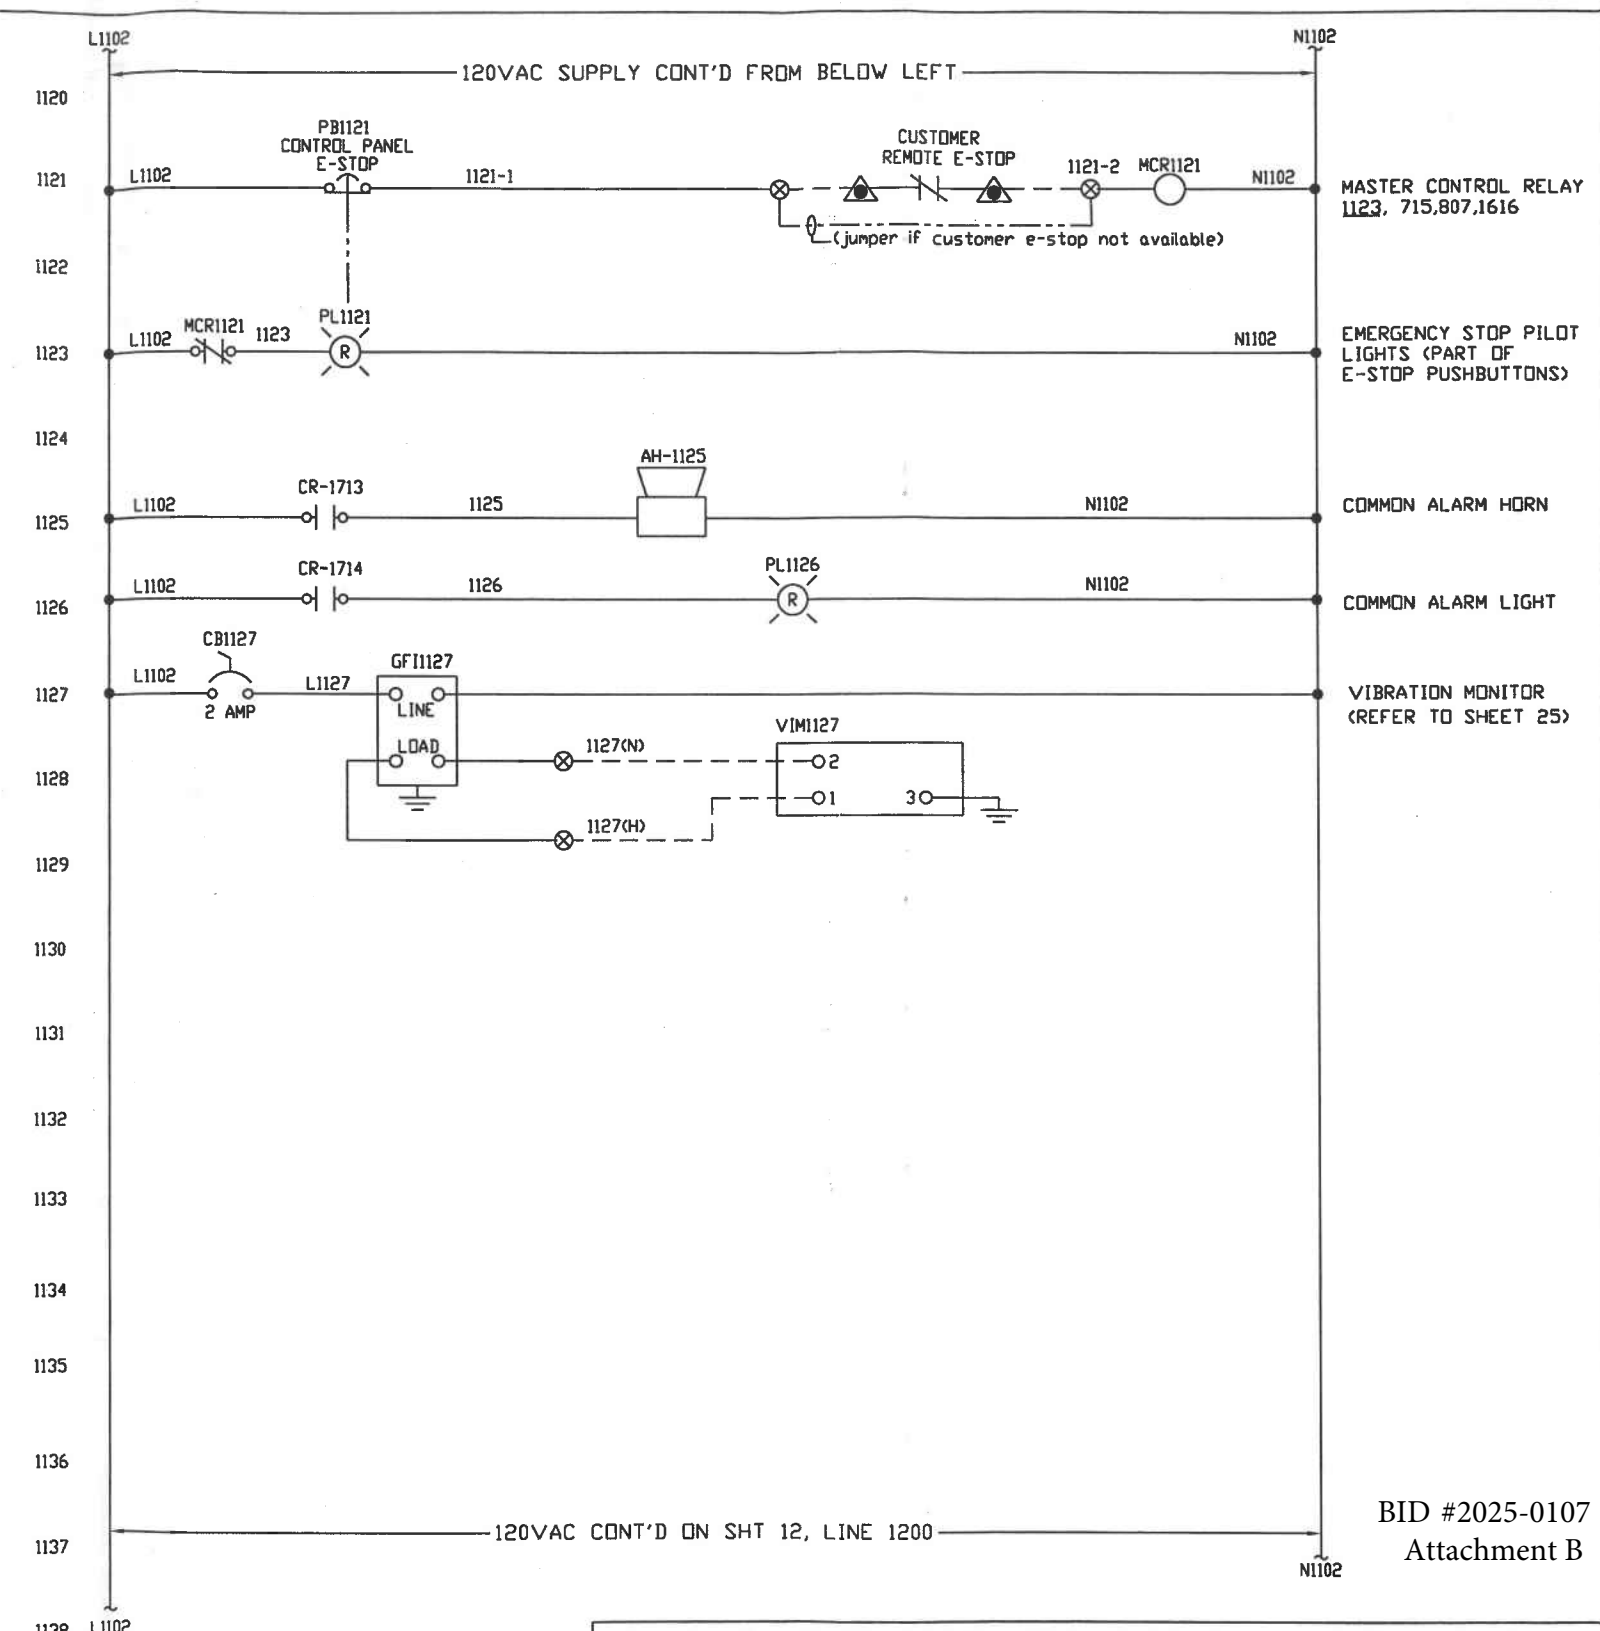 L1102
N1102
120VAC SUPPLY CONT'D FROM BELOW LEFT
1120
PB1121
CONTROL PANEL
E-STOP
CUSTOMER
REMOTE E-STOP
1121
L1102
1121-1
1121-2
MCR1121
N1102
MASTER CONTROL RELAY
1123, 715,807,1616
(jumper if customer e-stop not available)
1122
PL1121
1123
L1102
MCR1121
1123
R
N1102
EMERGENCY STOP PILOT
LIGHTS (PART OF
E-STOP PUSHBUTTONS)
1124
AH-1125
CR-1713
1125
L1102
1125
N1102
COMMON ALARM HORN
CR-1714
PL1126
1126
L1102
1126
R
N1102
COMMON ALARM LIGHT
CB1127
GFI1127
1127
L1102
2 AMP
L1127
LINE
VIBRATION MONITOR
(REFER TO SHEET 25)
VIM1127
1128
LOAD
1127(N)
2
1
3
1127(H)
1129
1130
1131
1132
1133
1134
1135
1136
1137
120VAC CONT'D ON SHT 12, LINE 1200
BID #2025-0107
Attachment B
N1102
1138
L1102